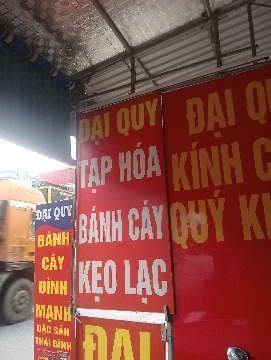 ĐẠI QUY
TẠP HÓA
BÁNH CÁY
KẸO LẠC
ĐẠI
ĐẠI QUY
BÁNH
CÁY
BÌNH
MẠNH
ĐẶC SẢN
THÁI BÌNH
ĐẠI QU
KÍNH C
QUÝ K